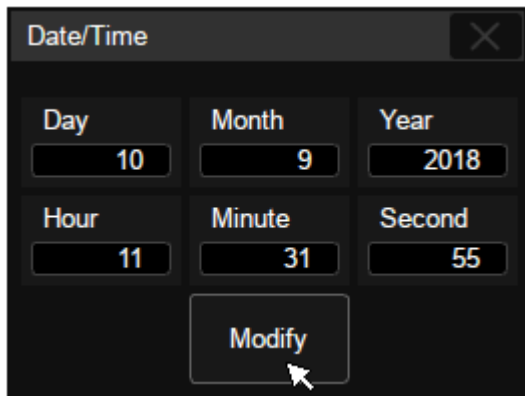 Date/Time
Day Month Year
10 9 2018
Hour Minute Second
11 31 55
Modify